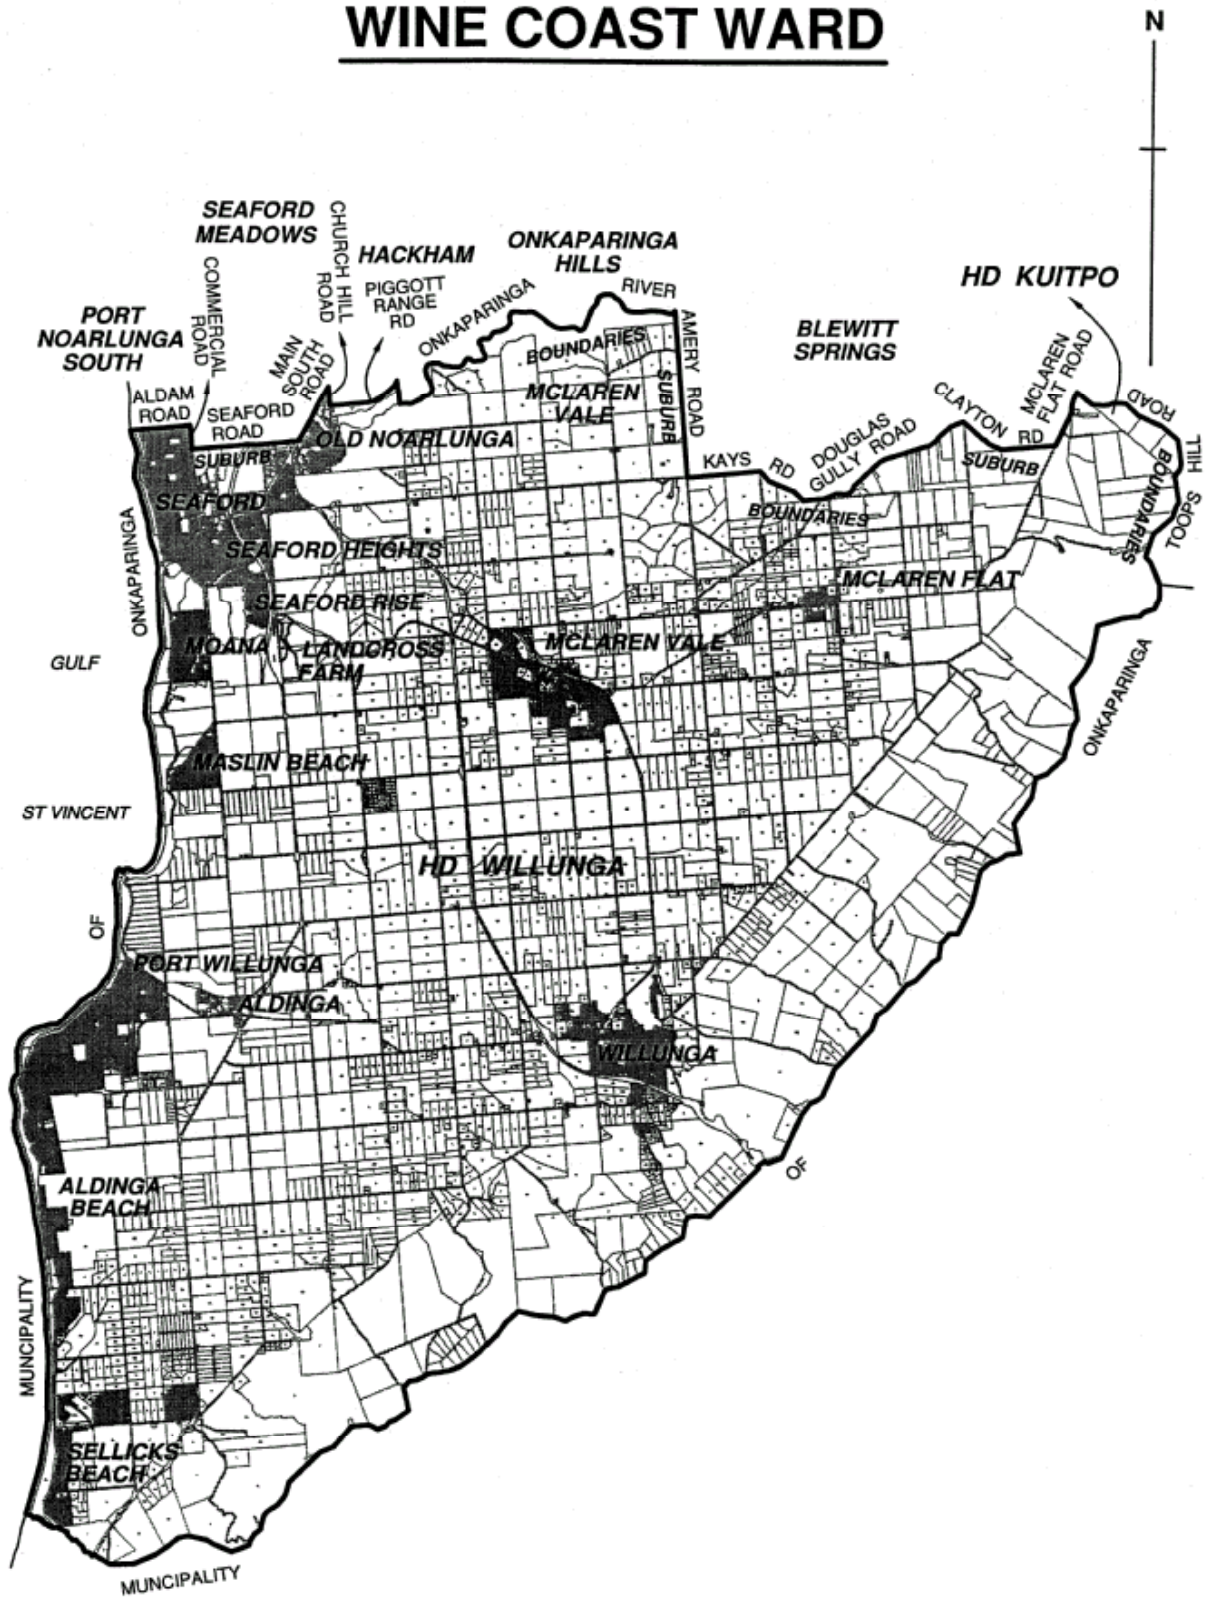 WINE COAST WARD
N
SEAFORD
MEADOWS
CHURCH HILL
ROAD
HACKHAM
ONKAPARINGA
HILLS
HD KUITPO
COMMERCIAL
ROAD
PIGGOTT
RANGE
RD
ONKAPARINGA
RIVER
PORT
NOARLUNGA
SOUTH
MAIN
SOUTH
ROAD
AMERY ROAD
BLEWITT
SPRINGS
MCLAREN
FLAT ROAD
BOUNDARIES
ALDAM
ROAD
SEAFORD
ROAD
MCLAREN
VALE
SUBURB
CLAYTON
RD
ROAD
DOUGLAS
GULLY ROAD
OLD NOARLUNGA
SUBURB
KAYS RD
SUBURB
BOUNDARIES
HILL
TOOPS
SEAFORD
BOUNDARIES
ONKAPARINGA
SEAFORD HEIGHTS
MCLAREN FLAT
SEAFORD RISE
MOANA
LANDCROSS
FARM
MCLAREN VALE
GULF
ONKAPARINGA
MASLIN BEACH
ST VINCENT
HD WILLUNGA
OF
PORT WILLUNGA
ALDINGA
WILLUNGA
OF
ALDINGA
BEACH
MUNCIPALITY
SELLICKS
BEACH
MUNCIPALITY